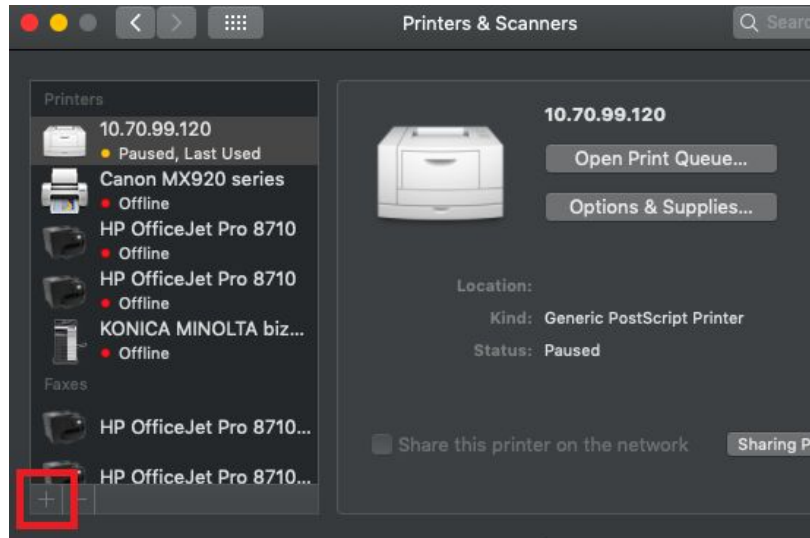 Printers & Scanners
Printers
10.70.99.120
Paused, Last Used
Canon MX920 series
Offline
HP OfficeJet Pro 8710
Offline
HP OfficeJet Pro 8710
Offline
KONICA MINOLTA biz...
Offline
Faxes
HP OfficeJet Pro 8710...
HP OfficeJet Pro 8710...
+
10.70.99.120
Open Print Queue...
Options & Supplies...
Location:
Kind: Generic PostScript Printer
Status: Paused
Share this printer on the network
Sharing